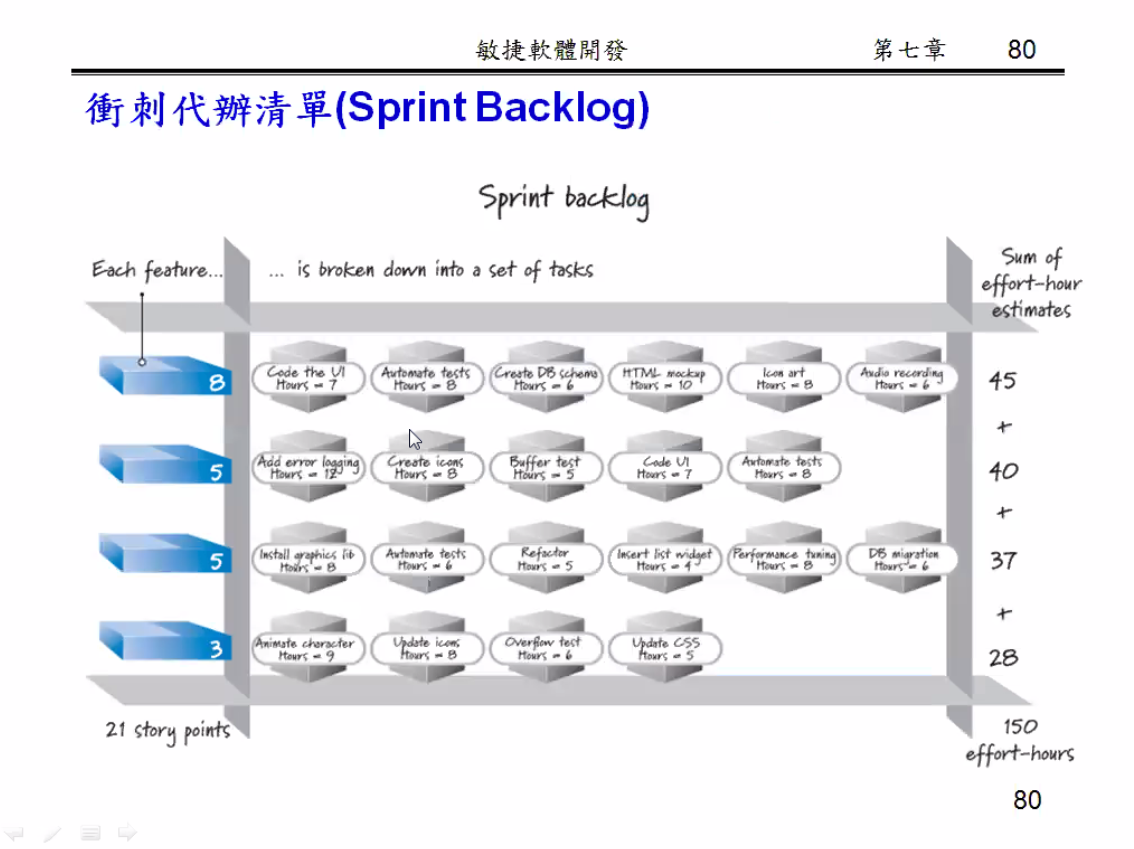 敏捷軟體開發 第七章 80
衝刺代辦清單(Sprint Backlog)
Sprint backlog
Each feature...
... is broken down into a set of tasks
Sum of
effort-hour
estimates
8
Code the UI
Hours = 7
Automate tests
Hours = 8
Create DB schema
Hours = 6
HTML mockup
Hours = 10
Icon art
Hours = 8
Audio recording
Hours = 6
45
+
5
Add error logging
Hours = 12
Create icons
Hours = 8
Buffer test
Hours = 5
Code UI
Hours = 7
Automate tests
Hours = 8
40
+
5
Install graphics lib
Hours = 8
Automate tests
Hours = 6
Refactor
Hours = 5
Insert list widget
Hours = 4
Performance tuning
Hours = 8
DB migration
Hours = 6
37
+
3
Animate character
Hours = 9
Update icons
Hours = 8
Overflow test
Hours = 6
Update CSS
Hours = 5
28
21 story points
150
effort-hours
80